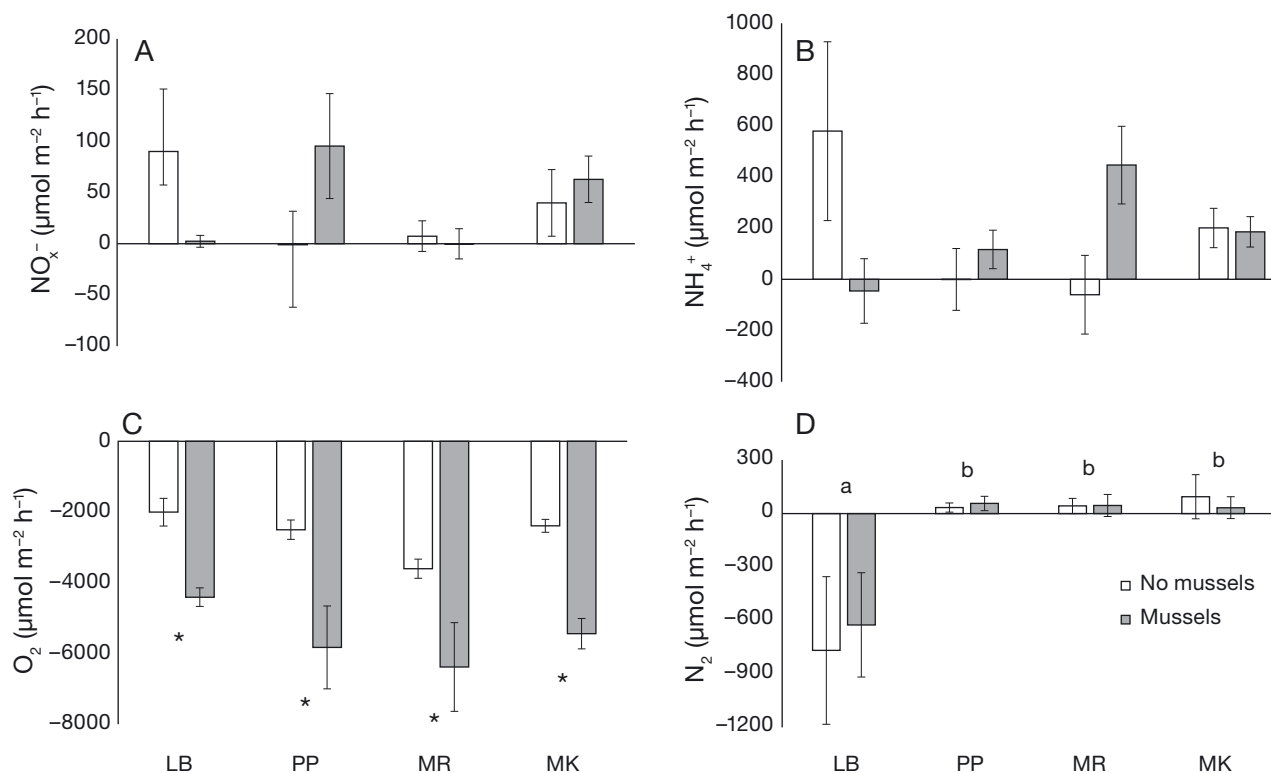 A
NOx− (µmol m−2 h−1)
200
150
100
50
0
−50
−100
B
NH4+ (µmol m−2 h−1)
1000
800
600
400
200
0
−200
−400
C
O2 (µmol m−2 h−1)
0
−2000
−4000
−6000
−8000
*
*
*
*
LB
PP
MR
MK
D
N2 (µmol m−2 h−1)
300
0
−300
−600
−900
−1200
a
b
b
b
No mussels
Mussels
LB
PP
MR
MK